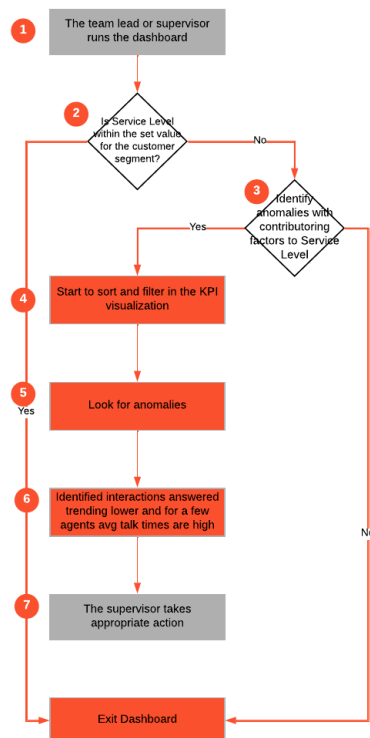 1
The team lead or supervisor
runs the dashboard
2
Is Service Level
within the set value
for the customer
segment?
No
3
Identify
anomalies with
contributoring
factors to Service
Level
Yes
4
Start to sort and filter in the KPI
visualization
5
Look for anomalies
Yes
6
Identified interactions answered
trending lower and for a few
agents avg talk times are high
No
7
The supervisor takes
appropriate action
Exit Dashboard